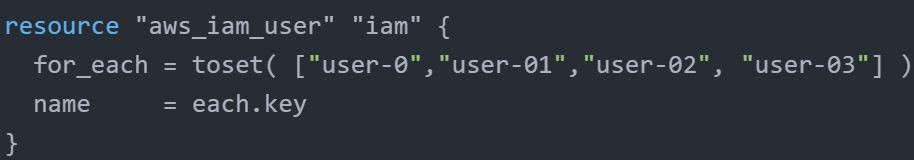 resource "aws_iam_user" "iam" {
  for_each = toset( ["user-0","user-01","user-02", "user-03"] )
  name     = each.key
}